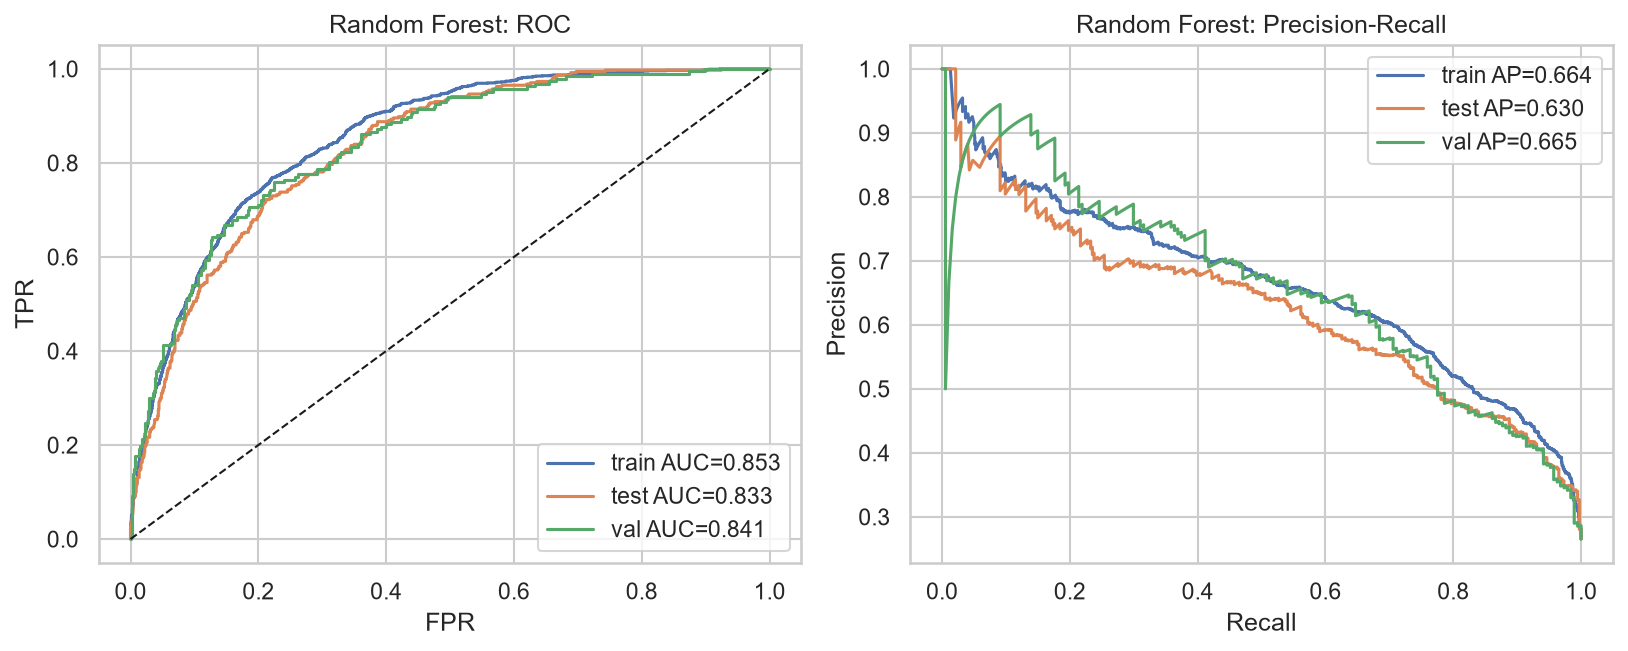 Random Forest: ROC
1.0
0.8
0.6
0.4
0.2
0.0
TPR
0.0 0.2 0.4 0.6 0.8 1.0
FPR
train AUC=0.853
test AUC=0.833
val AUC=0.841
Random Forest: Precision-Recall
1.0
0.9
0.8
0.7
0.6
0.5
0.4
0.3
Precision
0.0 0.2 0.4 0.6 0.8 1.0
Recall
train AP=0.664
test AP=0.630
val AP=0.665